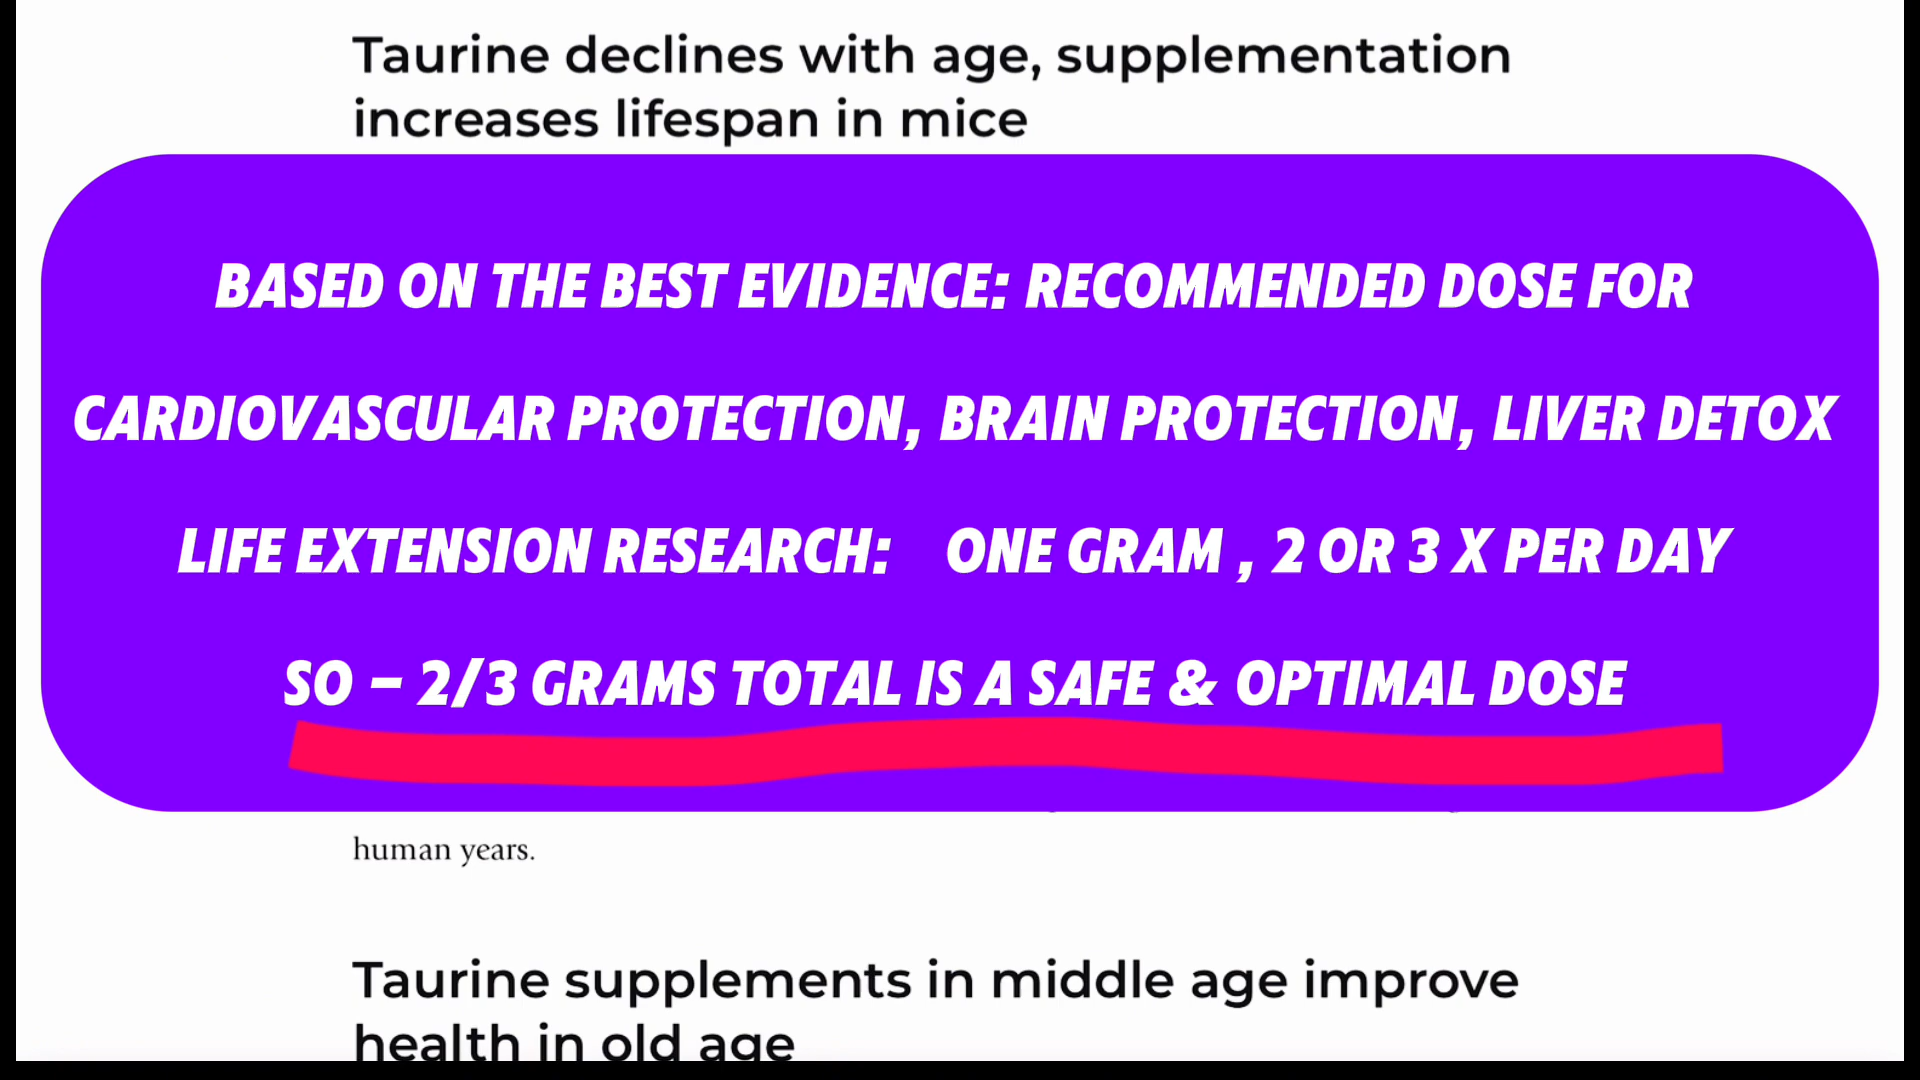 Taurine declines with age, supplementation
increases lifespan in mice
BASED ON THE BEST EVIDENCE: RECOMMENDED DOSE FOR
CARDIOVASCULAR PROTECTION, BRAIN PROTECTION, LIVER DETOX
LIFE EXTENSION RESEARCH: ONE GRAM , 2 OR 3 X PER DAY
SO – 2/3 GRAMS TOTAL IS A SAFE & OPTIMAL DOSE
human years.
Taurine supplements in middle age improve
health in old age